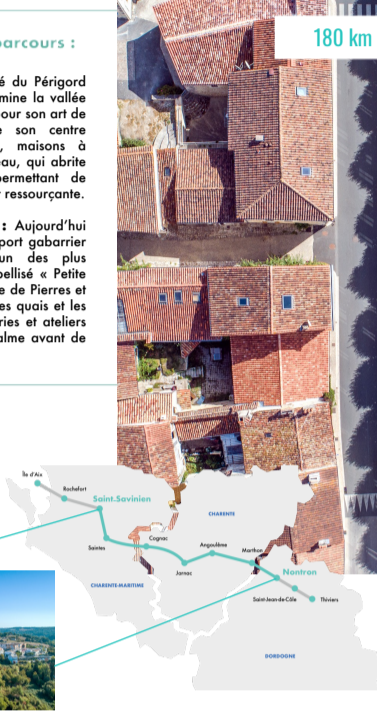 parcours :
180 km
du Périgord
mine la vallée
pour son art de
son centre
, maisons à
eau, qui abrite
permettant de
ressourçante.
: Aujourd'hui
port gabarrier
un des plus
bellisé « Petite
e de Pierres et
es quais et les
ries et ateliers
alme avant de
Île d'Aix
Rochefort
Saint-Savinien
Saintes
Cognac
Jarnac
Angoulême
Marthon
Nontron
Saint-Jean-de-Côle
Thiviers
CHARENTE
CHARENTE-MARITIME
DORDOGNE